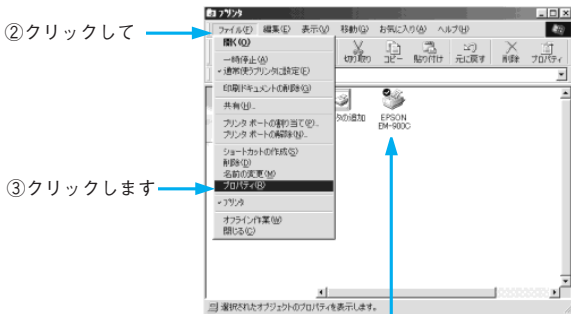 プリンタ
②クリックして
ファイル(F) 編集(E) 表示(V) 移動(G) お気に入り(A) ヘルプ(H)
開く(O)
切り取り コピー 貼り付け 元に戻す 削除 プロパティ
一時停止(A)
通常使うプリンタに設定(E)
印刷ドキュメントの削除(G)
共有(H)...
プリンタ ポートの割り当て(P)...
プリンタ ポートの解除(N)...
ショートカットの作成(S)
削除(D)
名前の変更(M)
プロパティ(R)
プリンタ
オフライン作業(W)
閉じる(C)
タの追加
EPSON
EM-900C
③クリックします
選択されたオブジェクトのプロパティを表示します。